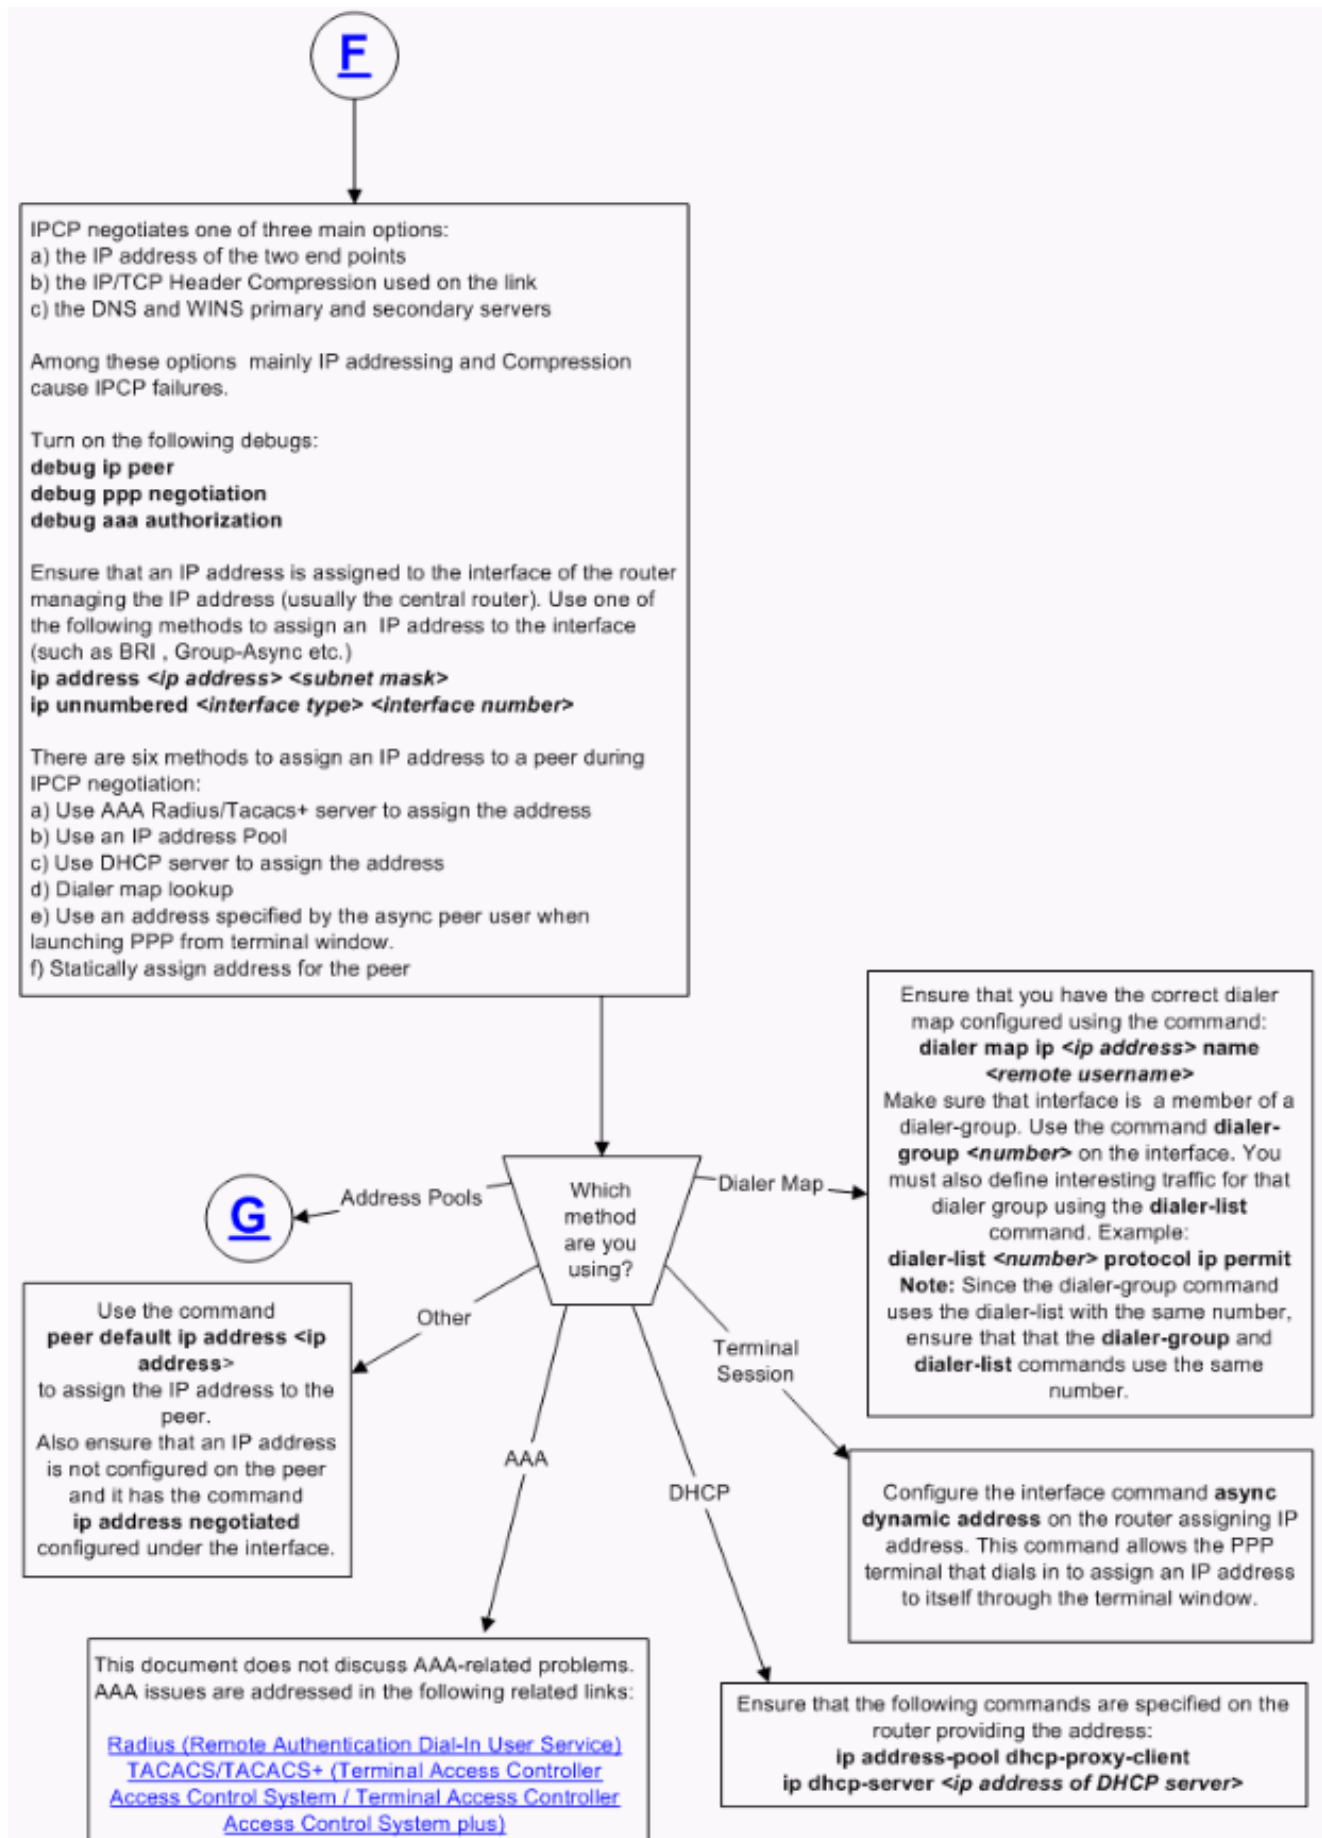 F
IPCP negotiates one of three main options:
a) the IP address of the two end points
b) the IP/TCP Header Compression used on the link
c) the DNS and WINS primary and secondary servers
Among these options  mainly IP addressing and Compression
cause IPCP failures.
Turn on the following debugs:
debug ip peer
debug ppp negotiation
debug aaa authorization
Ensure that an IP address is assigned to the interface of the router
managing the IP address (usually the central router). Use one of
the following methods to assign an  IP address to the interface
(such as BRI , Group-Async etc.)
ip address <ip address> <subnet mask>
ip unnumbered <interface type> <interface number>
There are six methods to assign an IP address to a peer during
IPCP negotiation:
a) Use AAA Radius/Tacacs+ server to assign the address
b) Use an IP address Pool
c) Use DHCP server to assign the address
d) Dialer map lookup
e) Use an address specified by the async peer user when
launching PPP from terminal window.
f) Statically assign address for the peer
Which
method
are you
using?
Address Pools
G
Dialer Map
Ensure that you have the correct dialer
map configured using the command:
dialer map ip <ip address> name
<remote username>
Make sure that interface is  a member of a
dialer-group. Use the command dialer-
group <number> on the interface. You
must also define interesting traffic for that
dialer group using the dialer-list
command. Example:
dialer-list <number> protocol ip permit
Note: Since the dialer-group command
uses the dialer-list with the same number,
ensure that that the dialer-group and
dialer-list commands use the same
number.
Other
Use the command
peer default ip address <ip
address>
to assign the IP address to the
peer.
Also ensure that an IP address
is not configured on the peer
and it has the command
ip address negotiated
configured under the interface.
Terminal
Session
Configure the interface command async
dynamic address on the router assigning IP
address. This command allows the PPP
terminal that dials in to assign an IP address
to itself through the terminal window.
AAA
This document does not discuss AAA-related problems.
AAA issues are addressed in the following related links:
Radius (Remote Authentication Dial-In User Service)
TACACS/TACACS+ (Terminal Access Controller
Access Control System / Terminal Access Controller
Access Control System plus)
DHCP
Ensure that the following commands are specified on the
router providing the address:
ip address-pool dhcp-proxy-client
ip dhcp-server <ip address of DHCP server>